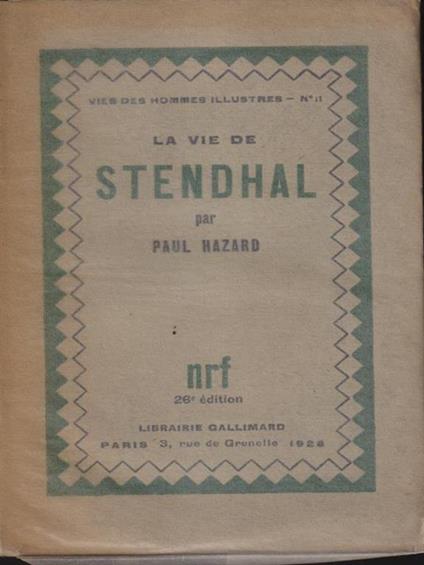 VIES DES HOMMES ILLUSTRES – N° 11
LA VIE DE
STENDHAL
par
PAUL HAZARD
nrf
26e édition
LIBRAIRIE GALLIMARD
PARIS 3, rue de Grenelle 1928